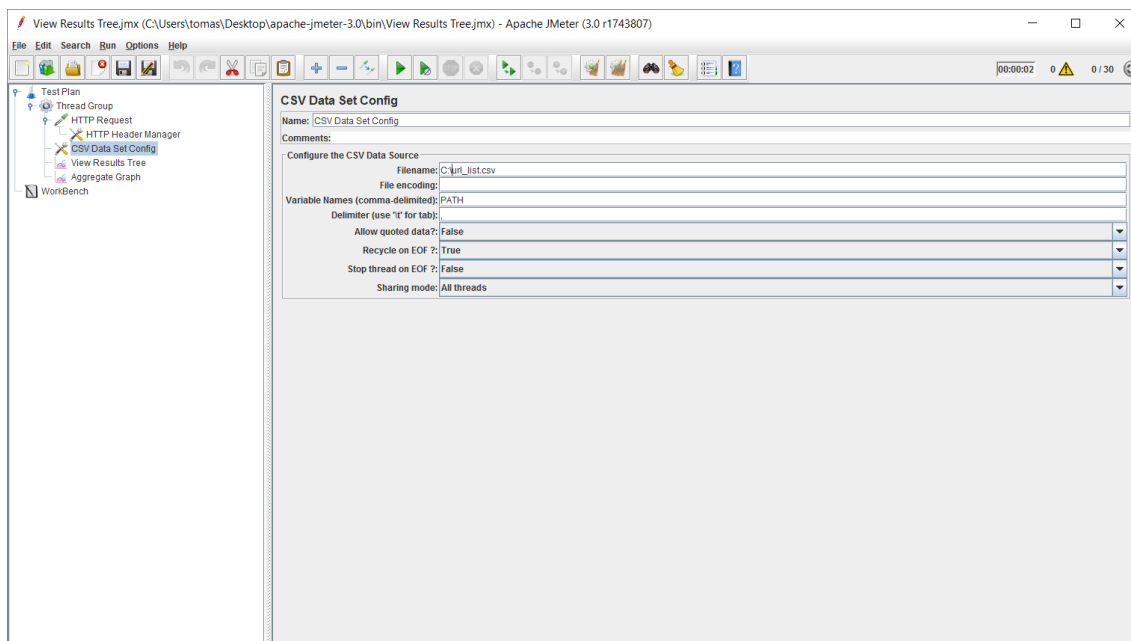 View Results Tree.jmx (C:\Users\tomas\Desktop\apache-jmeter-3.0\bin\View Results Tree.jmx) - Apache JMeter (3.0 r1743807)
File Edit Search Run Options Help
00:00:02 0 0 / 30
Test Plan
Thread Group
HTTP Request
HTTP Header Manager
CSV Data Set Config
View Results Tree
Aggregate Graph
WorkBench
CSV Data Set Config
Name: CSV Data Set Config
Comments:
Configure the CSV Data Source
Filename: C:\url_list.csv
File encoding:
Variable Names (comma-delimited): PATH
Delimiter (use '\t' for tab): ,
Allow quoted data?: False
Recycle on EOF ?: True
Stop thread on EOF ?: False
Sharing mode: All threads